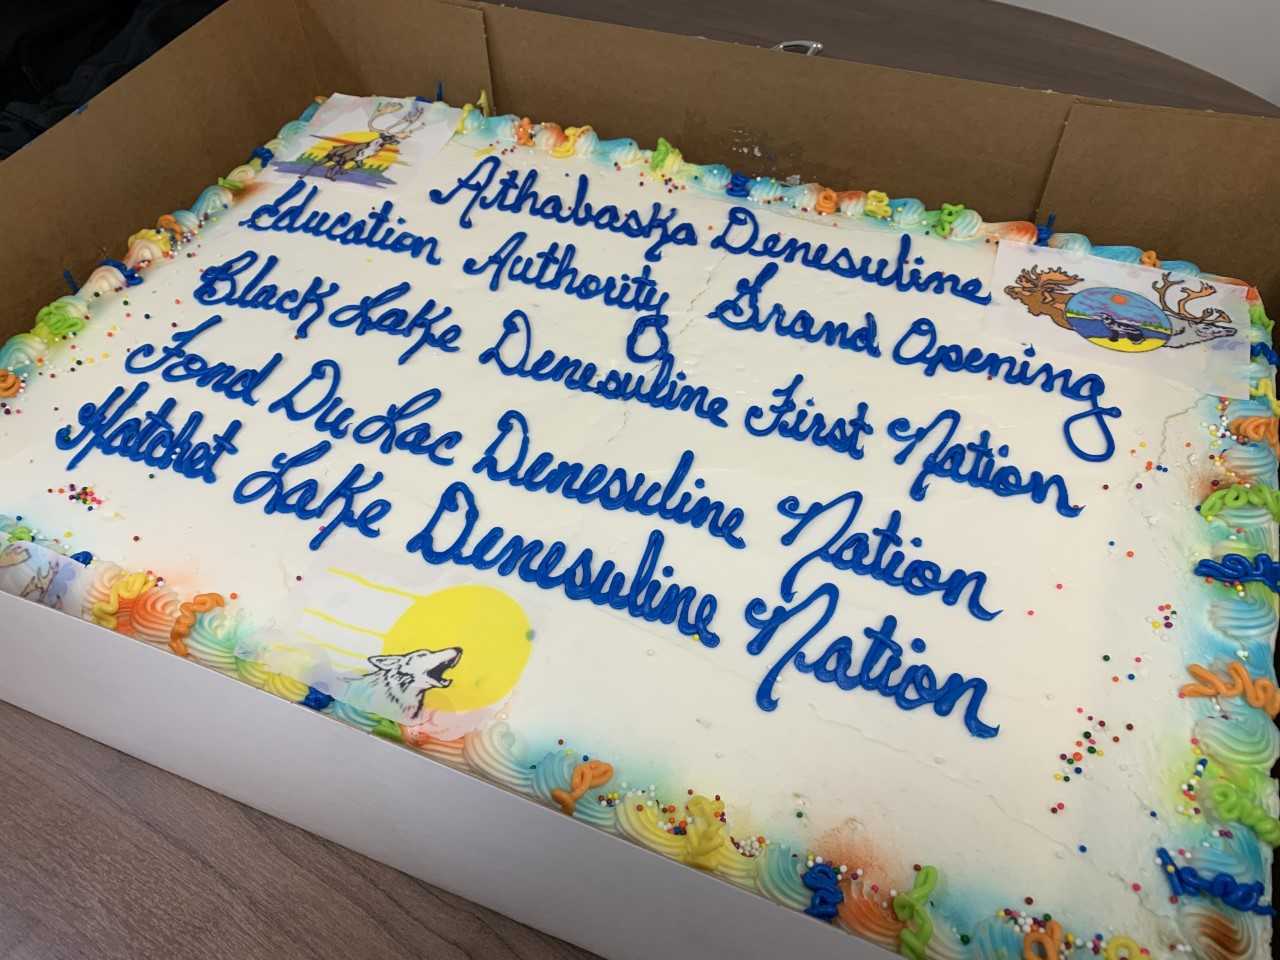 Athabaska Denesuline
Education Authority Grand Opening
Black Lake Denesuline First Nation
Fond Du Lac Denesuline Nation
Hatchet Lake Denesuline Nation